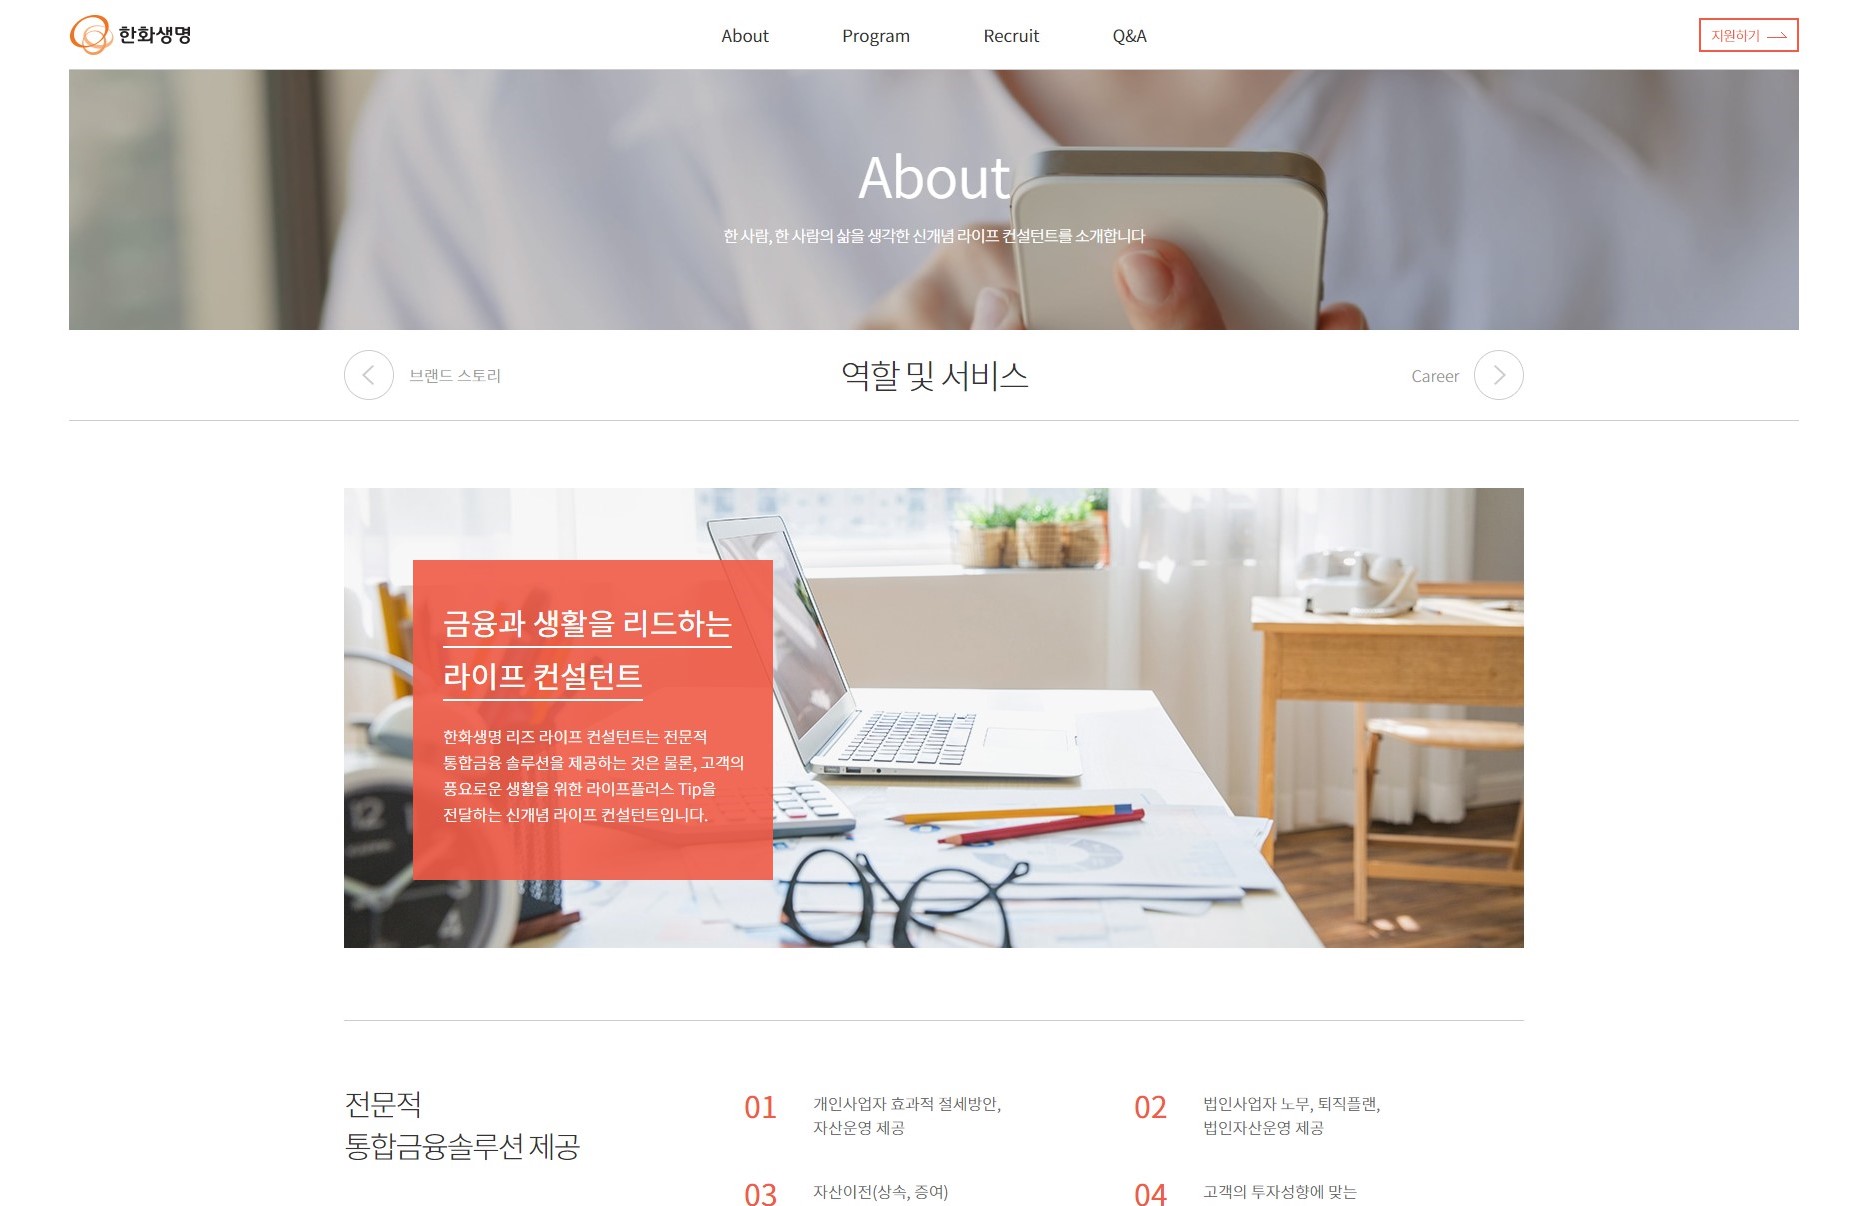 한화생명
About
Program
Recruit
Q&A
지원하기
About
한 사람, 한 사람의 삶을 생각한 신개념 라이프 컨설턴트를 소개합니다
브랜드 스토리
역할 및 서비스
Career
금융과 생활을 리드하는
라이프 컨설턴트
한화생명 리즈 라이프 컨설턴트는 전문적
통합금융 솔루션을 제공하는 것은 물론, 고객의
풍요로운 생활을 위한 라이프플러스 Tip을
전달하는 신개념 라이프 컨설턴트입니다.
12
3
4
전문적
통합금융솔루션 제공
01
개인사업자 효과적 절세방안,
자산운영 제공
02
법인사업자 노무, 퇴직플랜,
법인자산운영 제공
03
자산이전(상속, 증여)
04
고객의 투자성향에 맞는